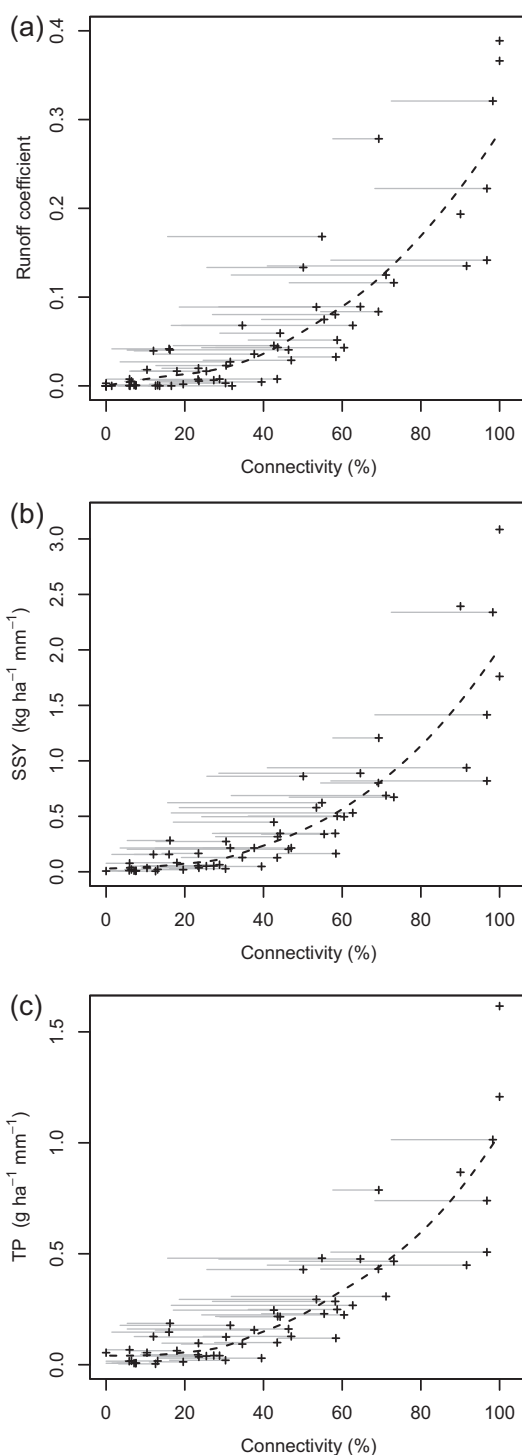 (a)
0.4
0.3
0.2
0.1
0.0
Runoff coefficient
0 20 40 60 80 100
Connectivity (%)
(b)
3.0
2.5
2.0
1.5
1.0
0.5
0.0
SSY (kg ha⁻¹ mm⁻¹)
0 20 40 60 80 100
Connectivity (%)
(c)
1.5
1.0
0.5
0.0
TP (g ha⁻¹ mm⁻¹)
0 20 40 60 80 100
Connectivity (%)